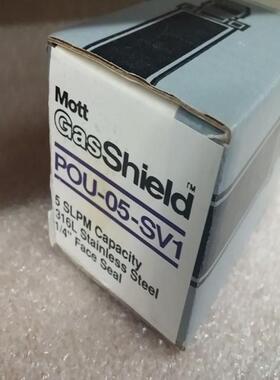 Mott
GasShield™
POU-05-SV1
5 SLPM Capacity
316L Stainless Steel
1/4" Face Seal